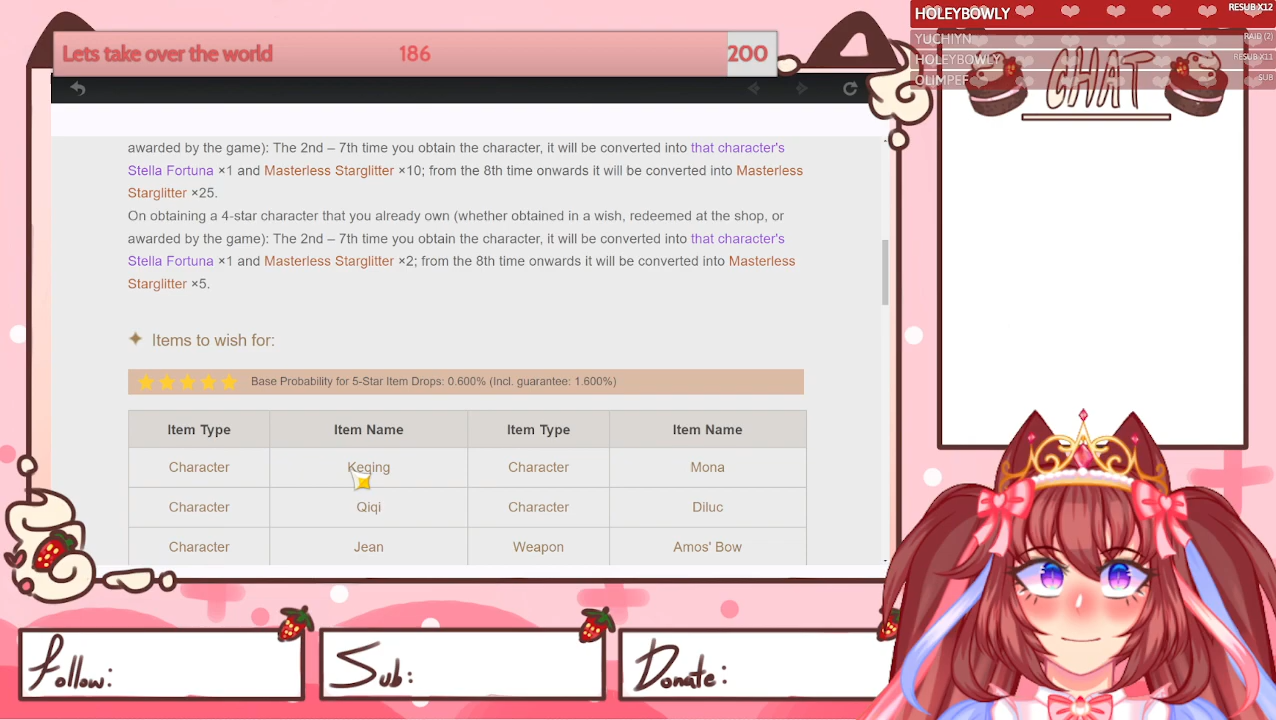 HOLEYBOWLY RESUB X12
YUCHIYN RAID (2)
HOLEYBOWLY RESUB X11
OLIMPEF SUB
Lets take over the world 186 200
CHAT
awarded by the game): The 2nd – 7th time you obtain the character, it will be converted into that character's
Stella Fortuna ×1 and Masterless Starglitter ×10; from the 8th time onwards it will be converted into Masterless
Starglitter ×25.
On obtaining a 4-star character that you already own (whether obtained in a wish, redeemed at the shop, or
awarded by the game): The 2nd – 7th time you obtain the character, it will be converted into that character's
Stella Fortuna ×1 and Masterless Starglitter ×2; from the 8th time onwards it will be converted into Masterless
Starglitter ×5.
Items to wish for:
Base Probability for 5-Star Item Drops: 0.600% (Incl. guarantee: 1.600%)
Item Type Item Name Item Type Item Name
Character Keqing Character Mona
Character Qiqi Character Diluc
Character Jean Weapon Amos' Bow
Follow: Sub: Donate: